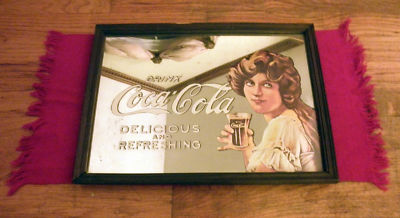 DRINK
Coca-Cola
DELICIOUS
AND
REFRESHING